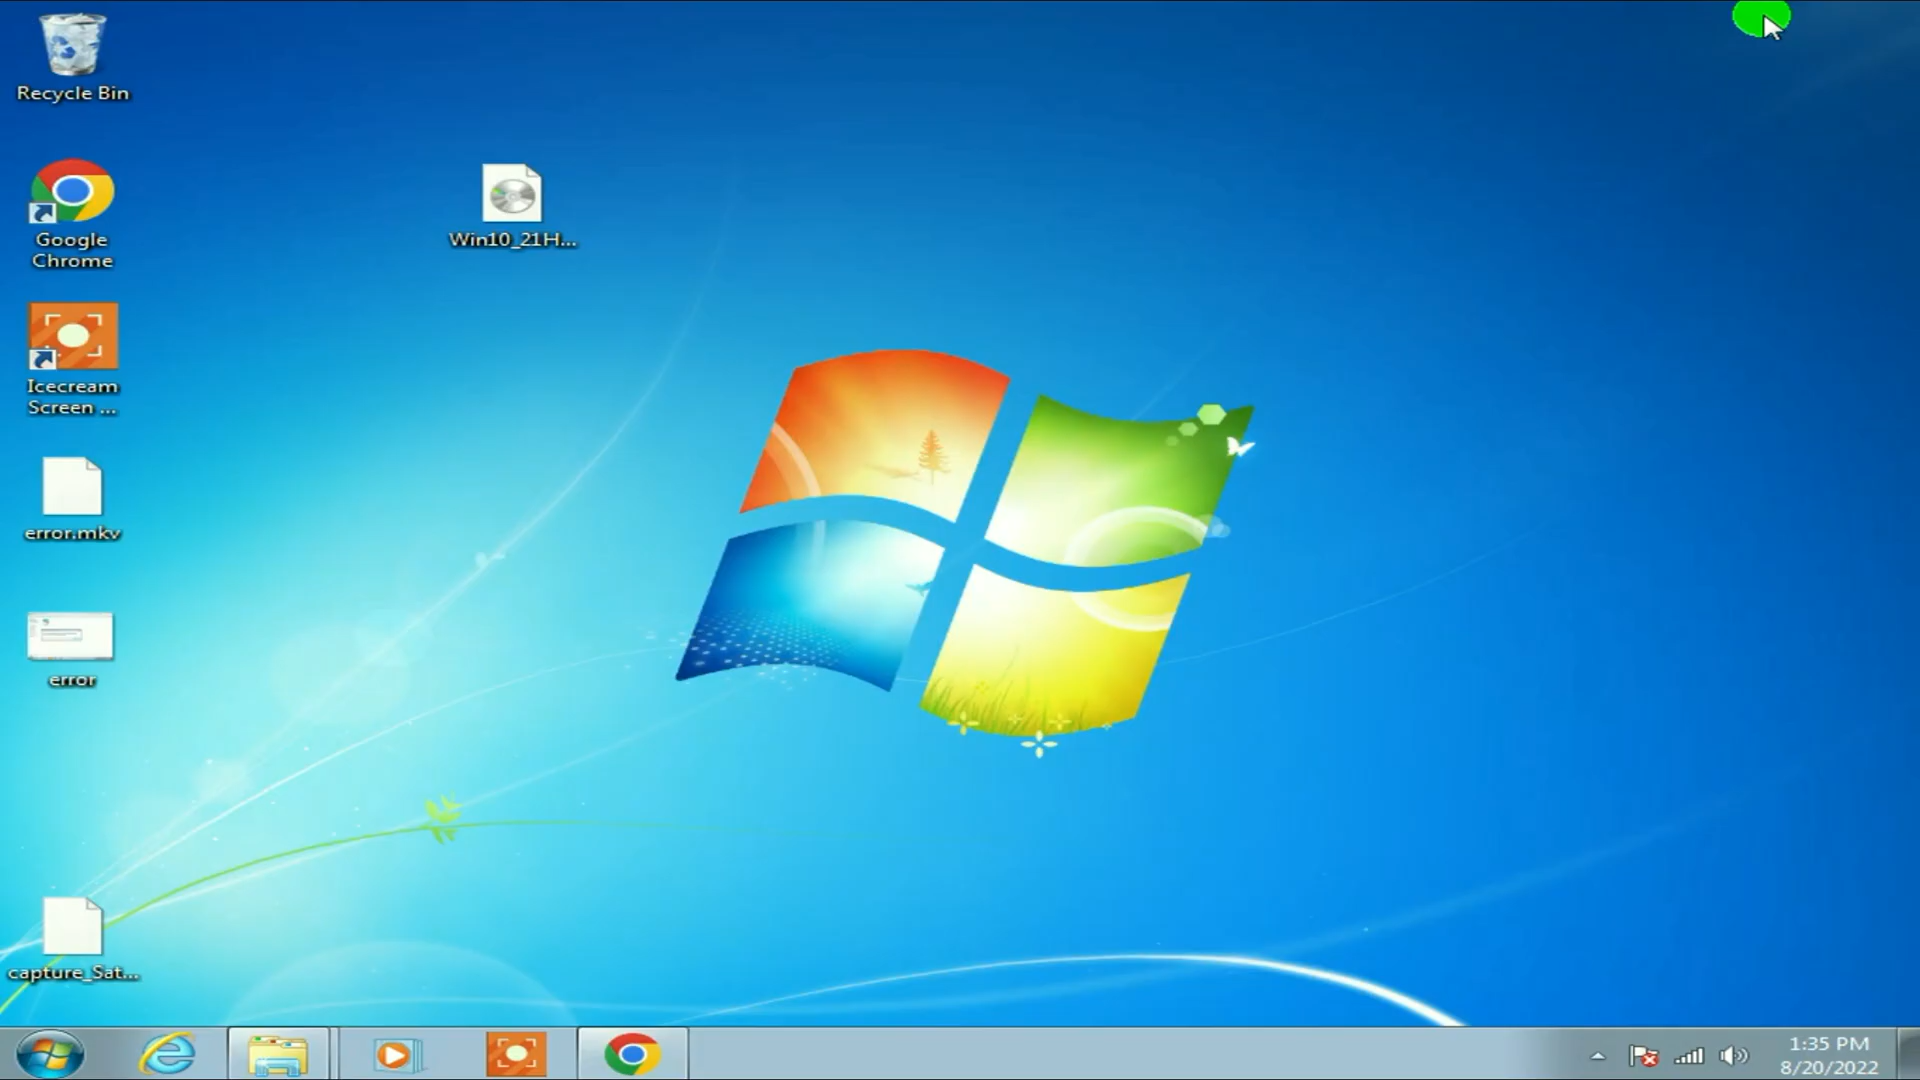 Recycle Bin
Google
Chrome
Win10_21H...
Icecream
Screen ...
error.mkv
error
capture_Sat...
1:35 PM
8/20/2022